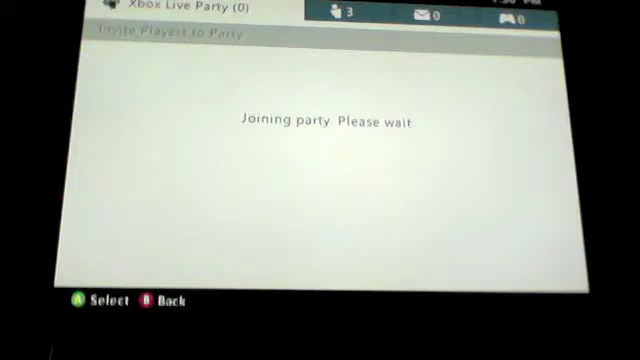 Xbox Live Party (0)
3
0
0
Invite Players to Party
Joining party. Please wait
A Select B Back